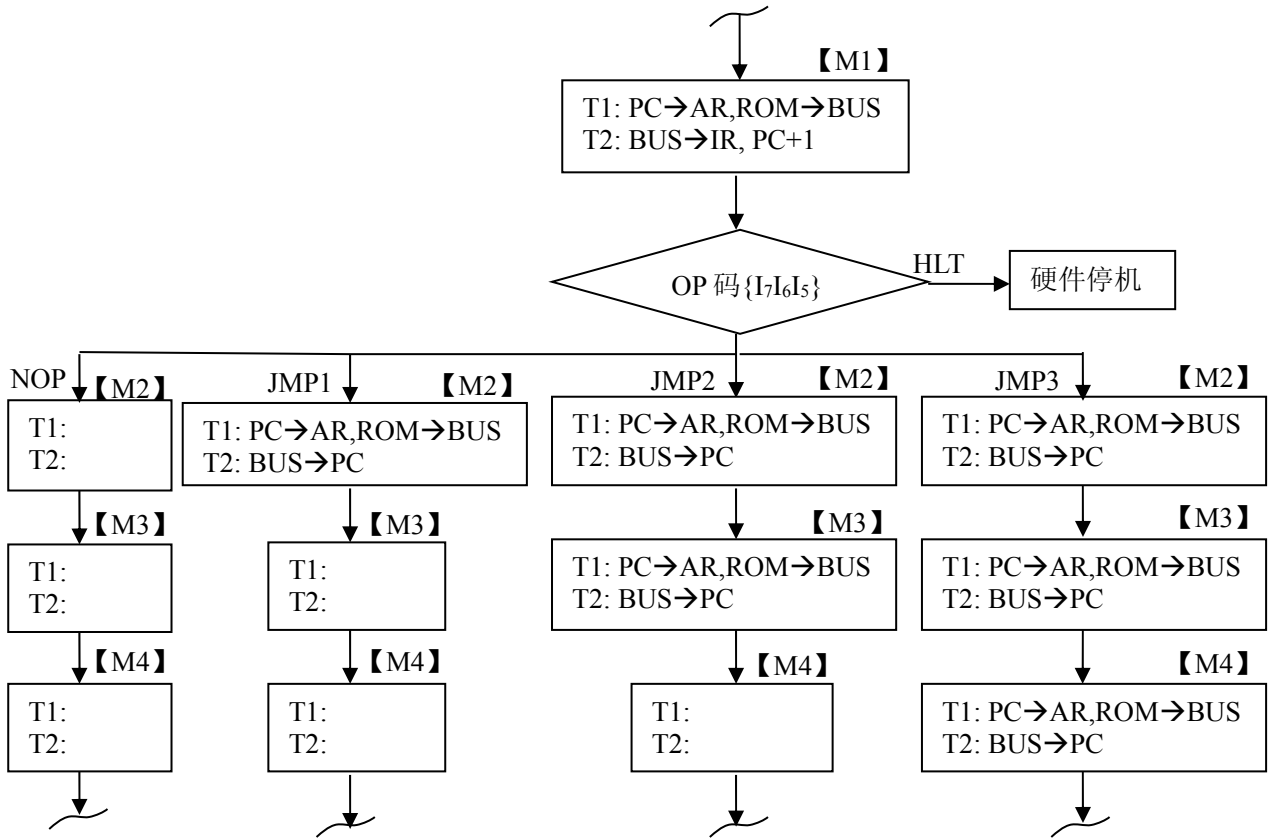 【M1】
T1: PC→AR,ROM→BUS
T2: BUS→IR, PC+1
OP 码{I₇I₆I₅}
HLT
硬件停机
NOP
【M2】
T1:
T2:
【M3】
T1:
T2:
【M4】
T1:
T2:
JMP1
【M2】
T1: PC→AR,ROM→BUS
T2: BUS→PC
【M3】
T1:
T2:
【M4】
T1:
T2:
JMP2
【M2】
T1: PC→AR,ROM→BUS
T2: BUS→PC
【M3】
T1: PC→AR,ROM→BUS
T2: BUS→PC
【M4】
T1:
T2:
JMP3
【M2】
T1: PC→AR,ROM→BUS
T2: BUS→PC
【M3】
T1: PC→AR,ROM→BUS
T2: BUS→PC
【M4】
T1: PC→AR,ROM→BUS
T2: BUS→PC